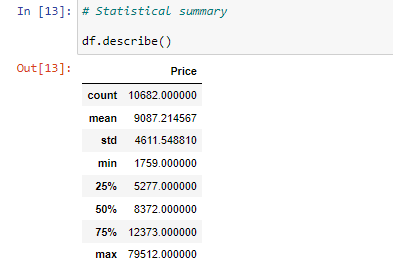 In [13]: # Statistical summary
df.describe()
Out[13]:
Price
count 10682.000000
mean 9087.214567
std 4611.548810
min 1759.000000
25% 5277.000000
50% 8372.000000
75% 12373.000000
max 79512.000000